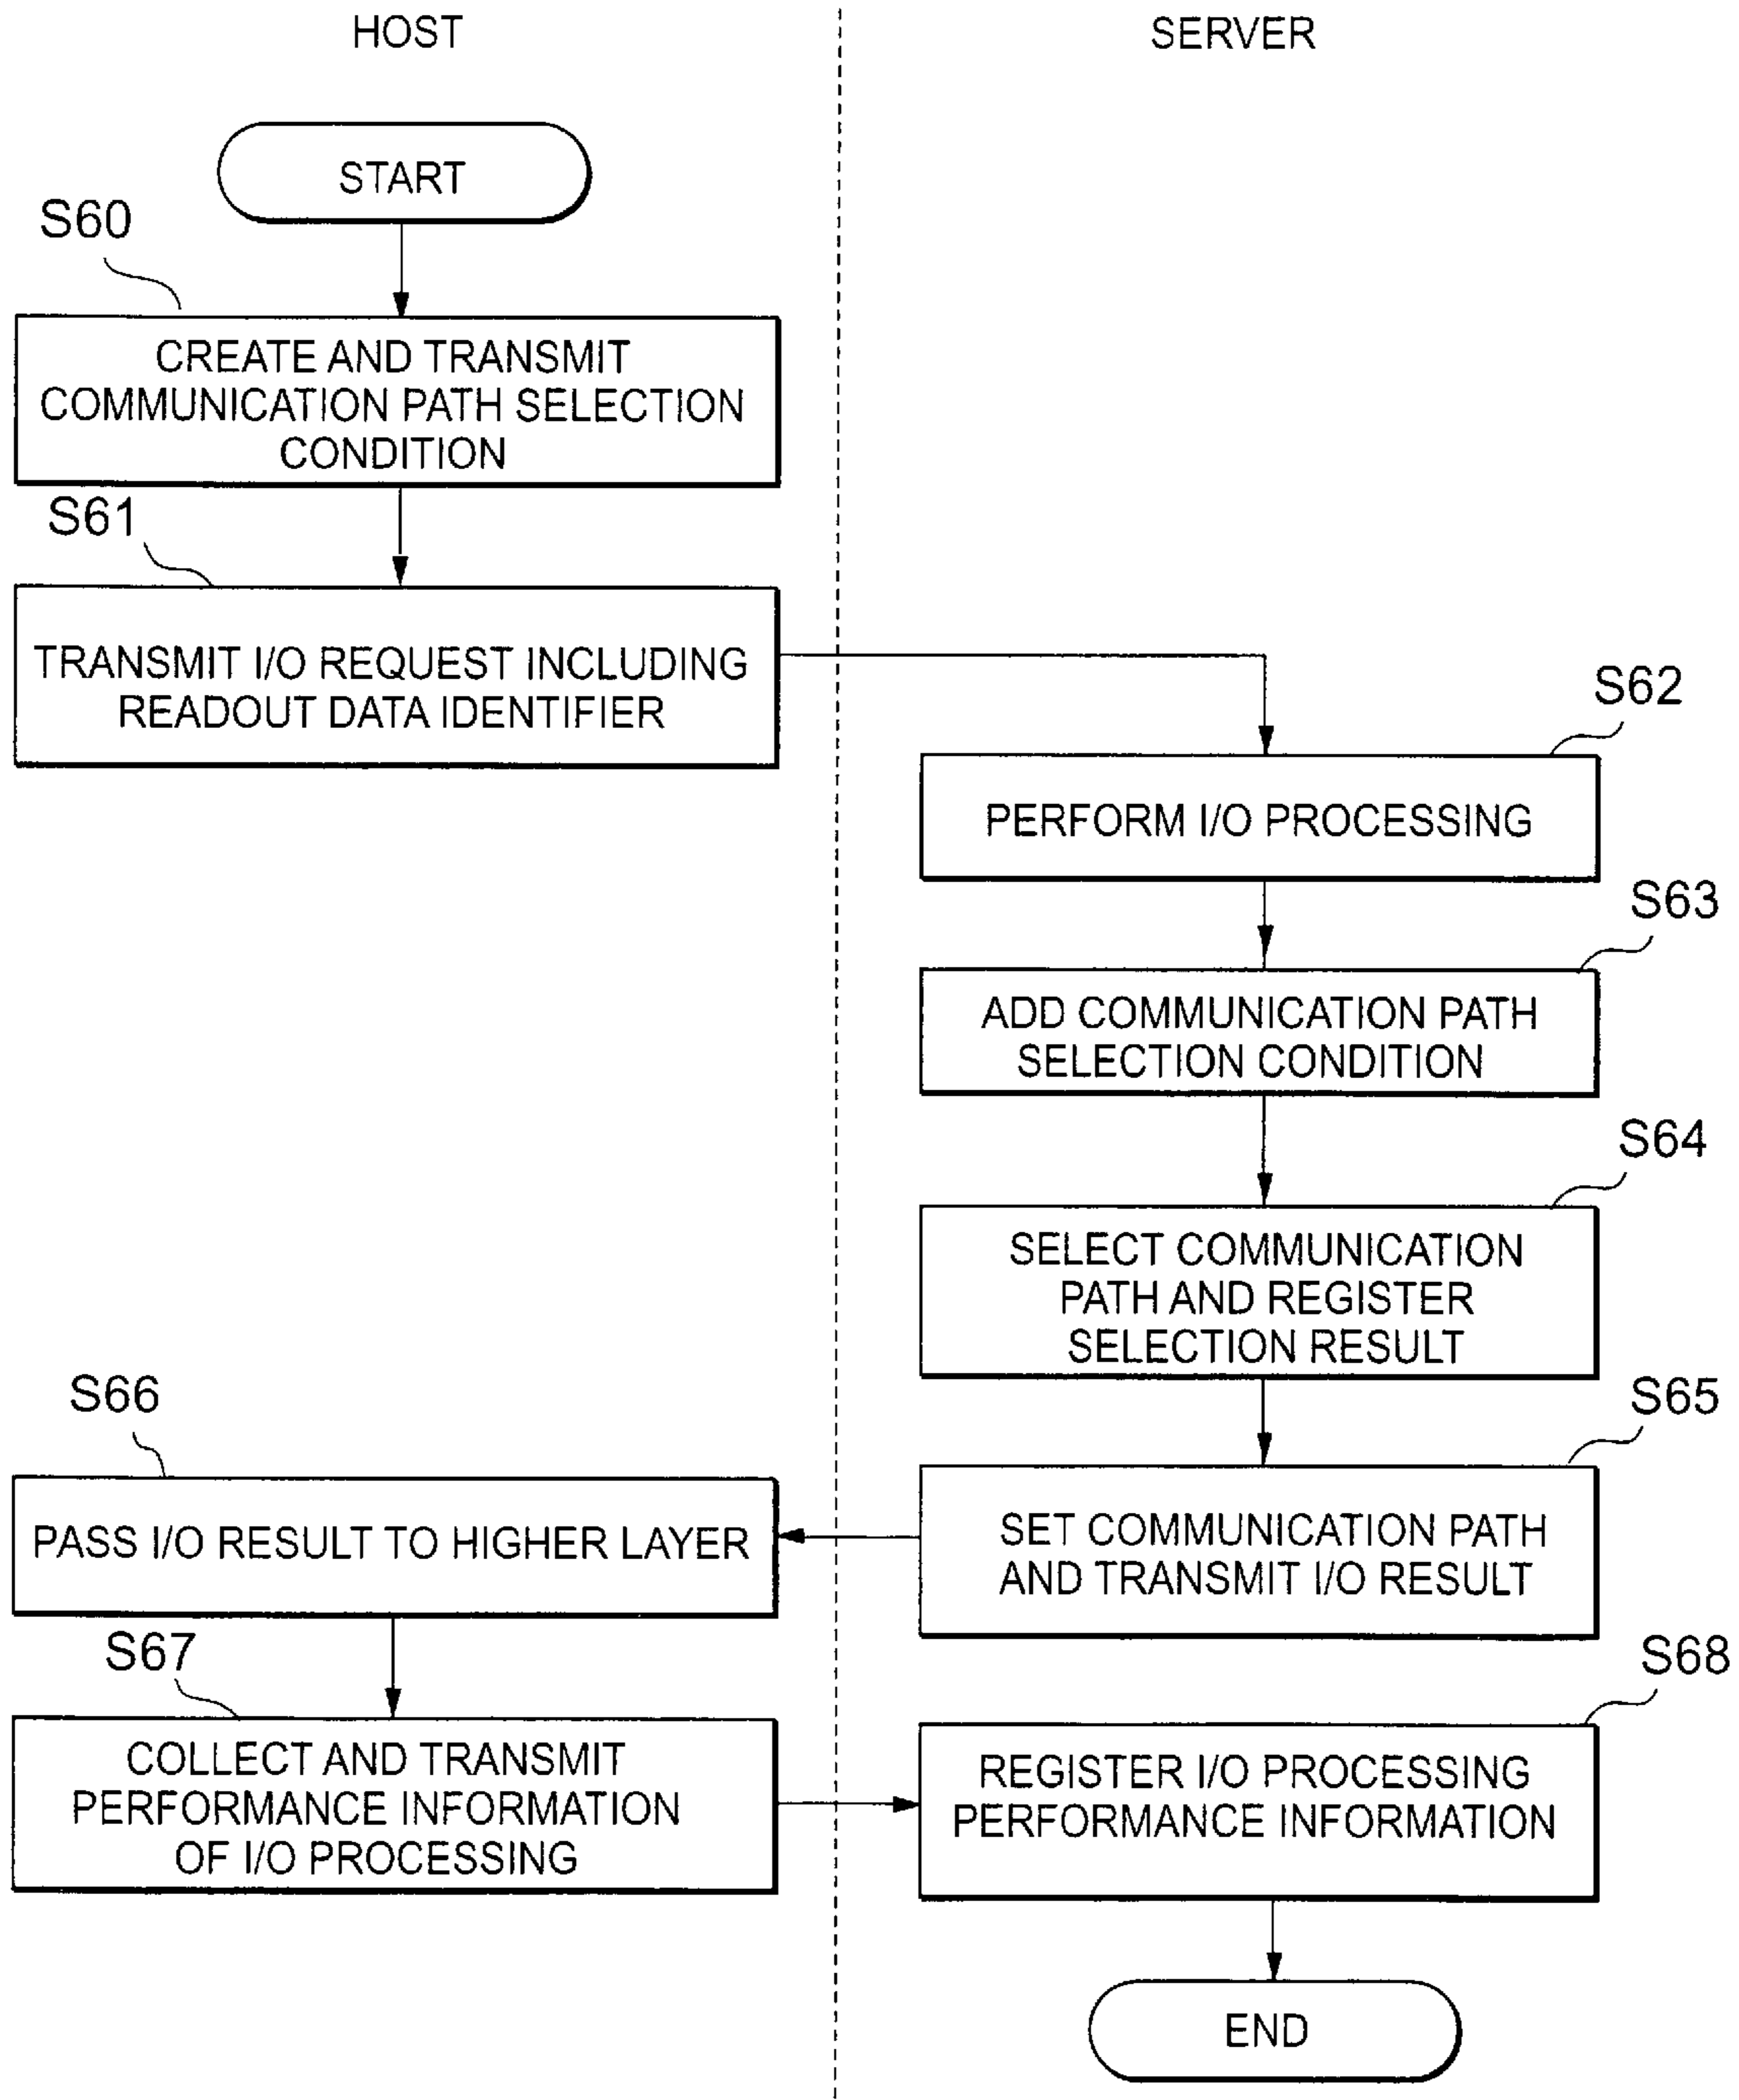 HOST
SERVER
START
S60
CREATE AND TRANSMIT
COMMUNICATION PATH SELECTION
CONDITION
S61
TRANSMIT I/O REQUEST INCLUDING
READOUT DATA IDENTIFIER
S62
PERFORM I/O PROCESSING
S63
ADD COMMUNICATION PATH
SELECTION CONDITION
S64
SELECT COMMUNICATION
PATH AND REGISTER
SELECTION RESULT
S65
SET COMMUNICATION PATH
AND TRANSMIT I/O RESULT
S66
PASS I/O RESULT TO HIGHER LAYER
S67
COLLECT AND TRANSMIT
PERFORMANCE INFORMATION
OF I/O PROCESSING
S68
REGISTER I/O PROCESSING
PERFORMANCE INFORMATION
END